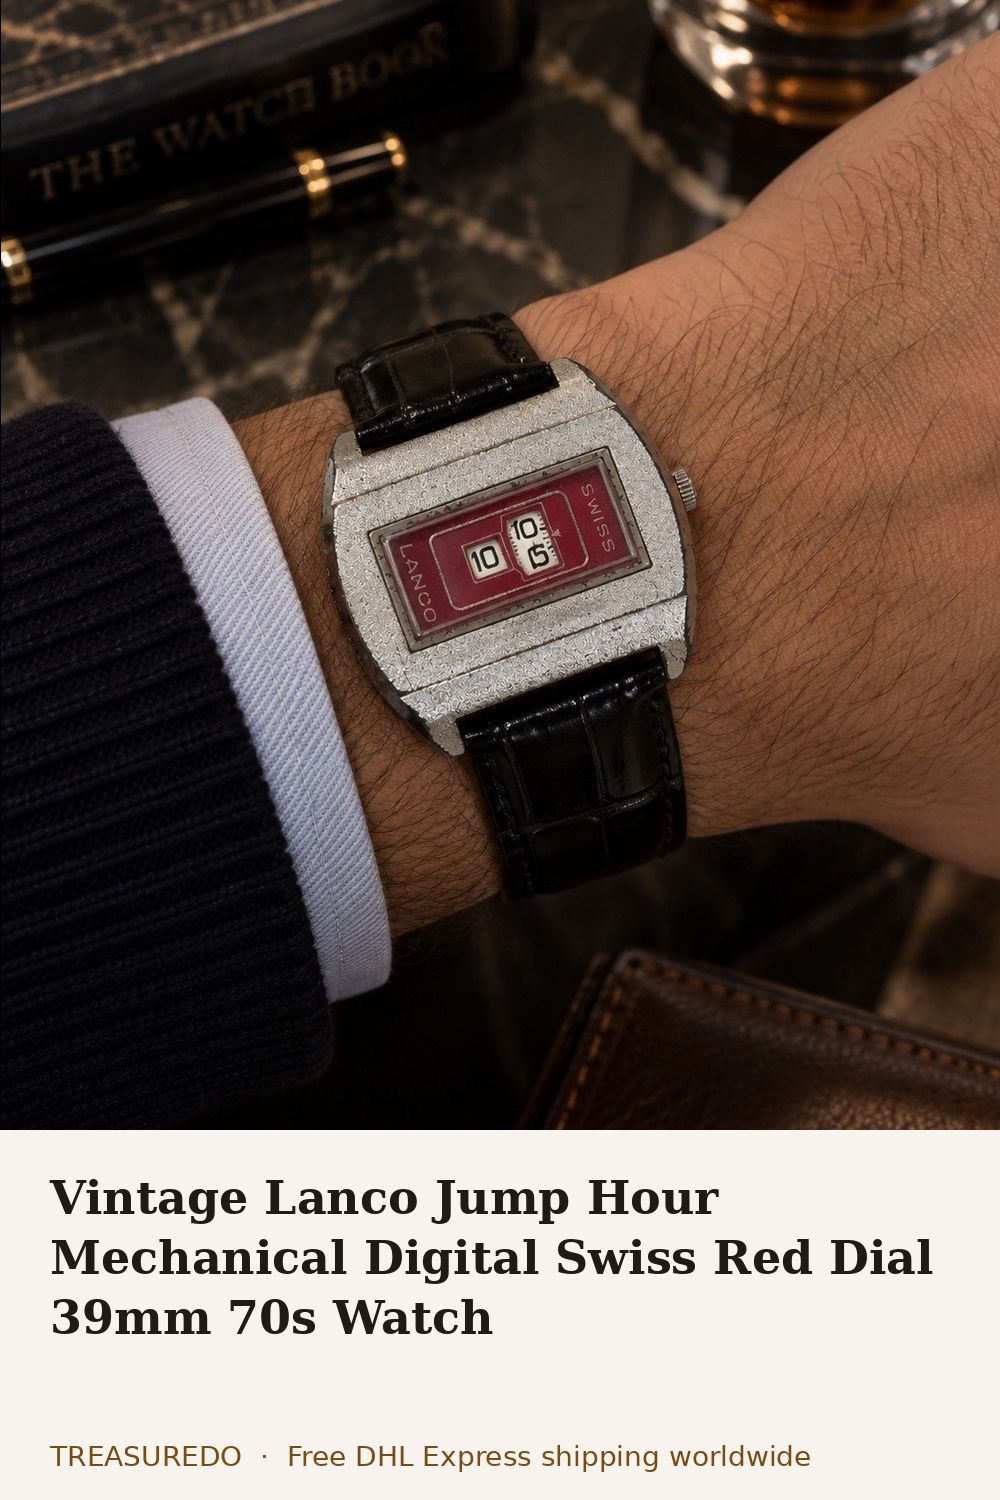 THE WATCH BOOK
LANCO
10
10
15
SWISS
Vintage Lanco Jump Hour
Mechanical Digital Swiss Red Dial
39mm 70s Watch
TREASUREDO · Free DHL Express shipping worldwide